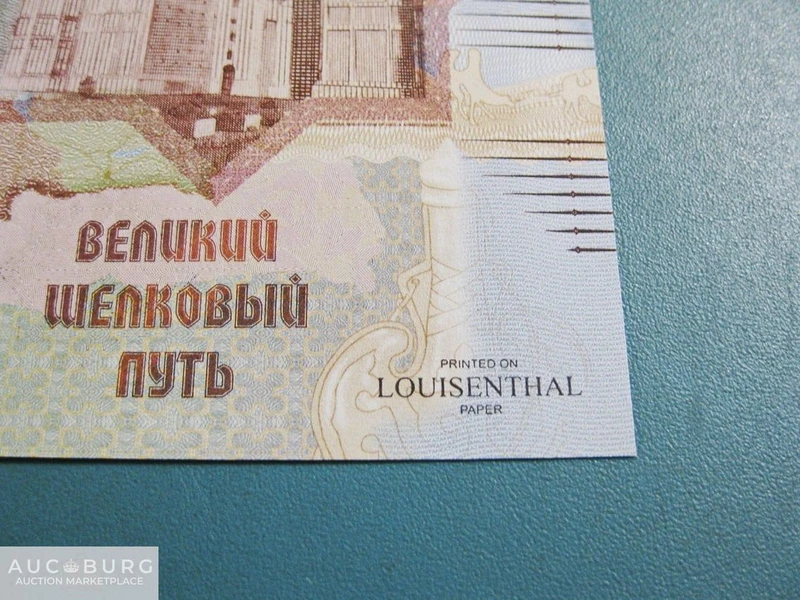 ВЕЛИКИЙ
ШЕЛКОВЫЙ
ПУТЬ
PRINTED ON
LOUISENTHAL
PAPER
AUCBURG
AUCTION MARKETPLACE